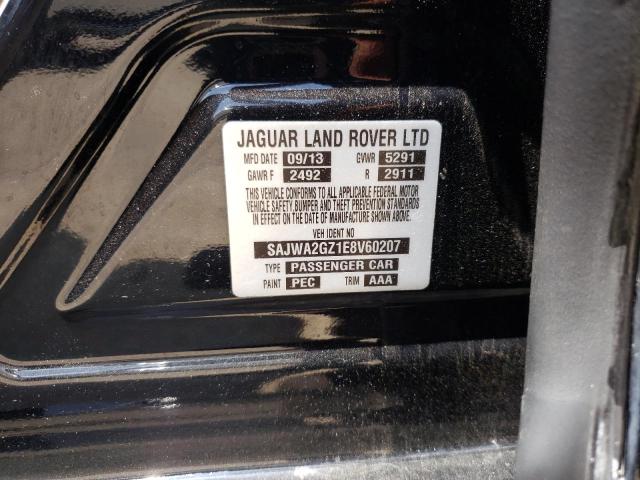 JAGUAR LAND ROVER LTD
MFD DATE 09/13 GVWR 5291
GAWR F 2492 R 2911
THIS VEHICLE CONFORMS TO ALL APPLICABLE FEDERAL MOTOR
VEHICLE SAFETY, BUMPER AND THEFT PREVENTION STANDARDS
IN EFFECT ON THE DATE OF MANUFACTURE SHOWN ABOVE.
VEH IDENT NO
SAJWA2GZ1E8V60207
TYPE PASSENGER CAR
PAINT PEC TRIM AAA